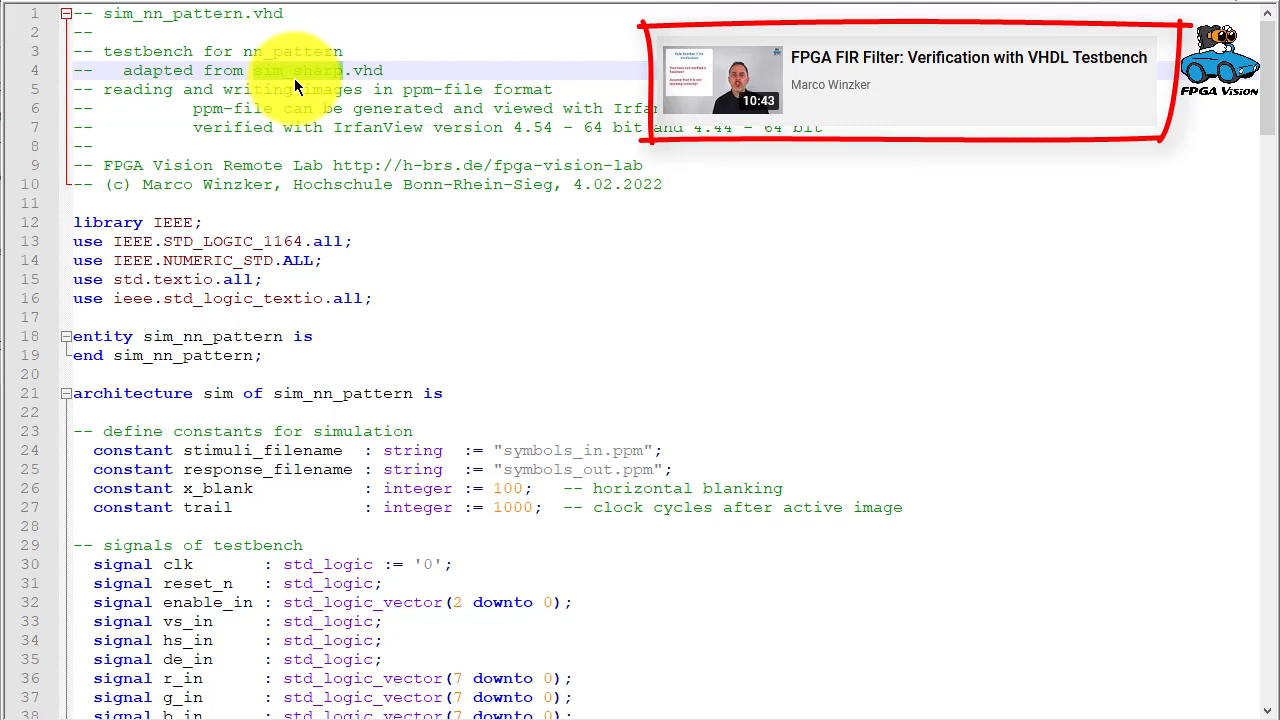 1 -- sim_nn_pattern.vhd
2 --
3 -- testbench for nn_pattern
4 -- adapted from sim_sharp.vhd
5 -- reading and writing images in ppm-file format
6 -- ppm-file can be generated and viewed with Irfan
7 -- verified with IrfanView version 4.54 - 64 bit and 4.44 - 64 bit
8 --
9 -- FPGA Vision Remote Lab http://h-brs.de/fpga-vision-lab
10 -- (c) Marco Winzker, Hochschule Bonn-Rhein-Sieg, 4.02.2022
11
12 library IEEE;
13 use IEEE.STD_LOGIC_1164.all;
14 use IEEE.NUMERIC_STD.ALL;
15 use std.textio.all;
16 use ieee.std_logic_textio.all;
17
18 entity sim_nn_pattern is
19 end sim_nn_pattern;
20
21 architecture sim of sim_nn_pattern is
22
23 -- define constants for simulation
24 constant stimuli_filename : string := "symbols_in.ppm";
25 constant response_filename : string := "symbols_out.ppm";
26 constant x_blank : integer := 100; -- horizontal blanking
27 constant trail : integer := 1000; -- clock cycles after active image
28
29 -- signals of testbench
30 signal clk : std_logic := '0';
31 signal reset_n : std_logic;
32 signal enable_in : std_logic_vector(2 downto 0);
33 signal vs_in : std_logic;
34 signal hs_in : std_logic;
35 signal de_in : std_logic;
36 signal r_in : std_logic_vector(7 downto 0);
37 signal g_in : std_logic_vector(7 downto 0);
38 signal b_in : std_logic_vector(7 downto 0);
FPGA FIR Filter: Verification with VHDL Testbench
Marco Winzker
10:43
FPGA Vision